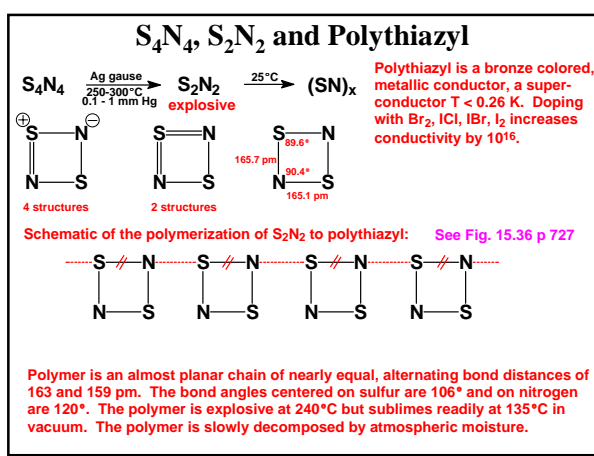 S4N4, S2N2 and Polythiazyl
S4N4 Ag gause 250-300°C 0.1 - 1 mm Hg S2N2 25°C (SN)x
explosive
Polythiazyl is a bronze colored,
metallic conductor, a super-
conductor T < 0.26 K. Doping
with Br2, ICl, IBr, I2 increases
conductivity by 10^16.
+ −
S N S N S N
89.6°
165.7 pm
90.4°
N S N S N S
165.1 pm
4 structures 2 structures
Schematic of the polymerization of S2N2 to polythiazyl: See Fig. 15.36 p 727
S N S N S N S N
N S N S N S N S
Polymer is an almost planar chain of nearly equal, alternating bond distances of
163 and 159 pm. The bond angles centered on sulfur are 106° and on nitrogen
are 120°. The polymer is explosive at 240°C but sublimes readily at 135°C in
vacuum. The polymer is slowly decomposed by atmospheric moisture.